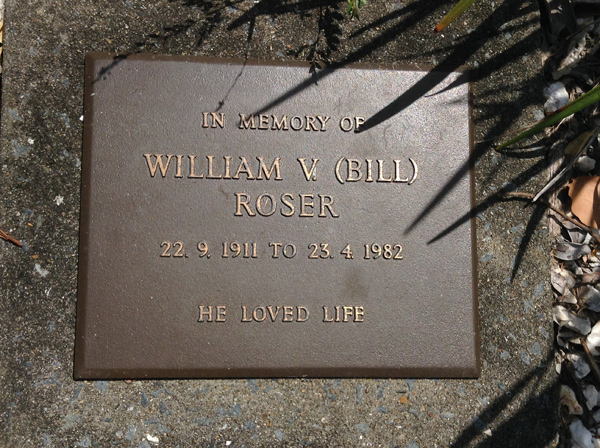 IN MEMORY OF
WILLIAM V. (BILL)
ROSER
22. 9. 1911 TO 23. 4. 1982
HE LOVED LIFE